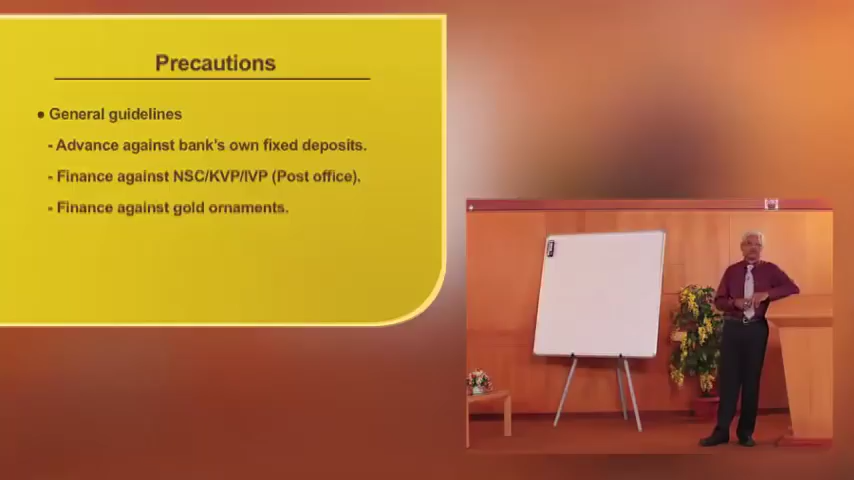 Precautions
● General guidelines
- Advance against bank's own fixed deposits.
- Finance against NSC/KVP/IVP (Post office).
- Finance against gold ornaments.